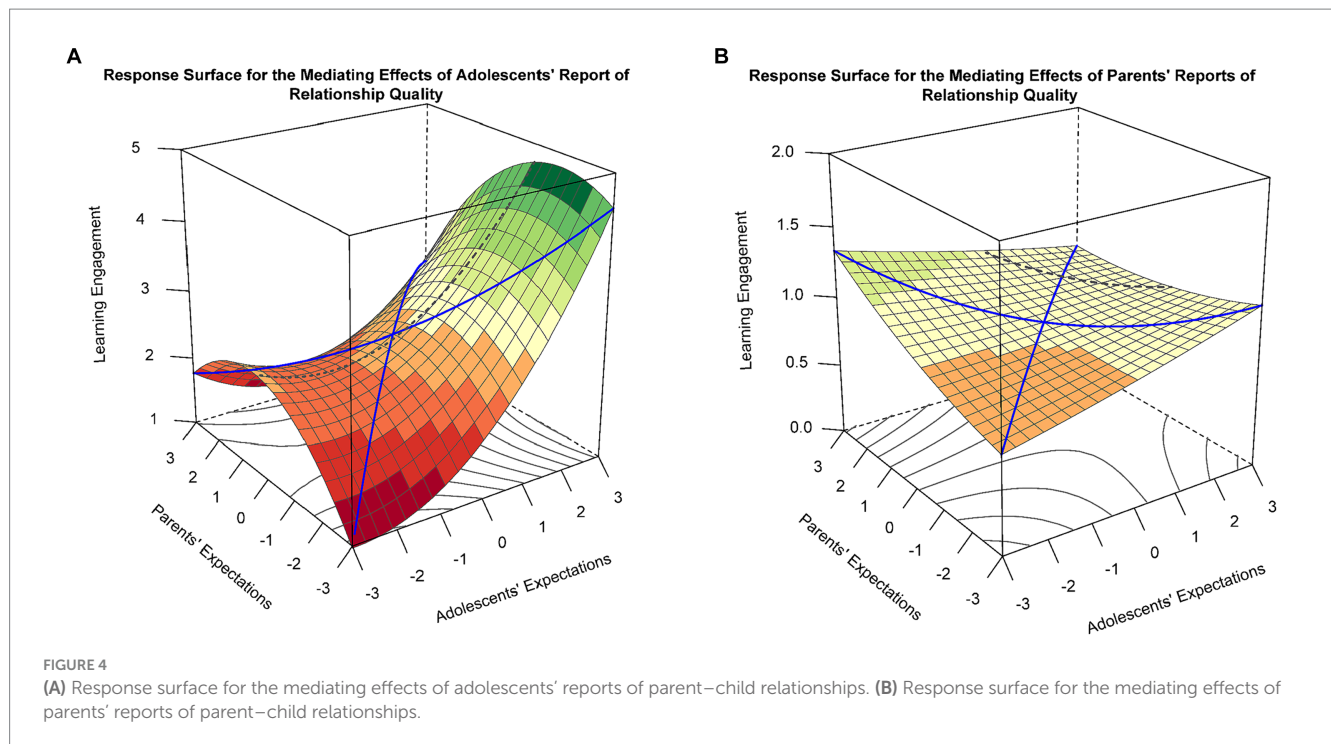 A
Response Surface for the Mediating Effects of Adolescents' Report of
Relationship Quality
5
4
3
2
1
Learning Engagement
3
2
1
0
-1
-2
-3
Parents' Expectations
-3
-2
-1
0
1
2
3
Adolescents' Expectations
B
Response Surface for the Mediating Effects of Parents' Reports of
Relationship Quality
2.0
1.5
1.0
0.5
0.0
Learning Engagement
3
2
1
0
-1
-2
-3
Parents' Expectations
-3
-2
-1
0
1
2
3
Adolescents' Expectations
FIGURE 4
(A) Response surface for the mediating effects of adolescents’ reports of parent–child relationships. (B) Response surface for the mediating effects of
parents’ reports of parent–child relationships.